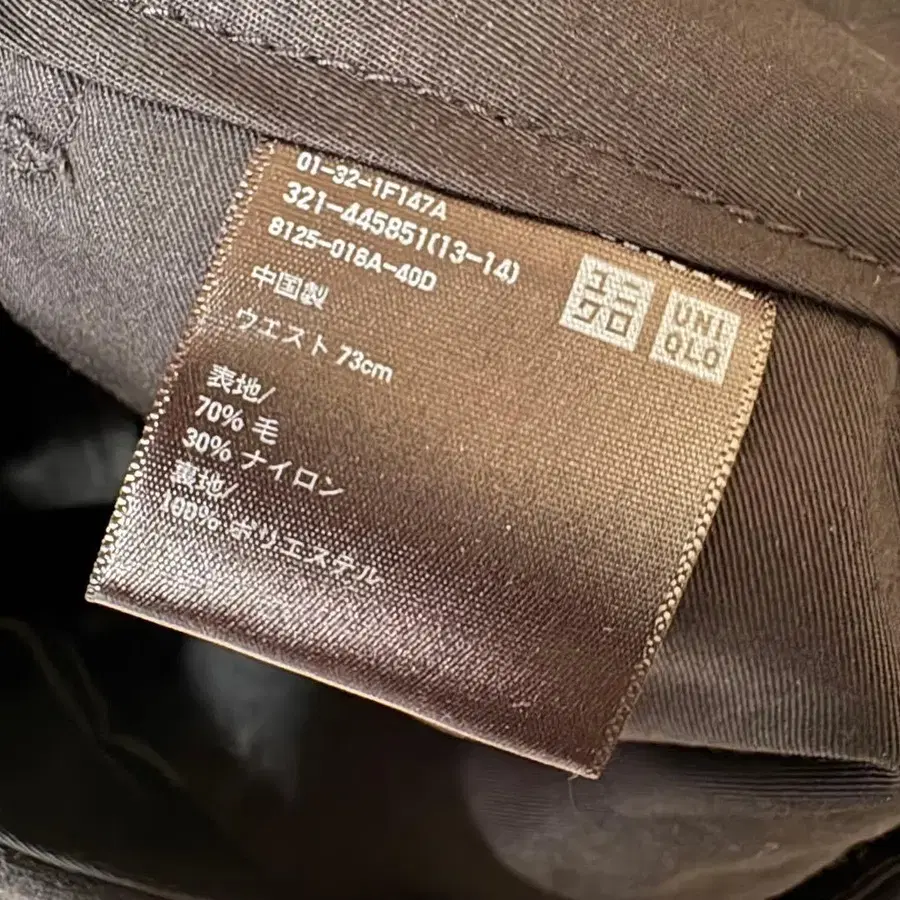 01-32-1F147A
321-445851(13-14)
8125-018A-40D
中国製
ウエスト 73cm
表地/
70% 毛
30% ナイロン
裏地/
100% ポリエステル
ユニ
クロ
UNI
QLO